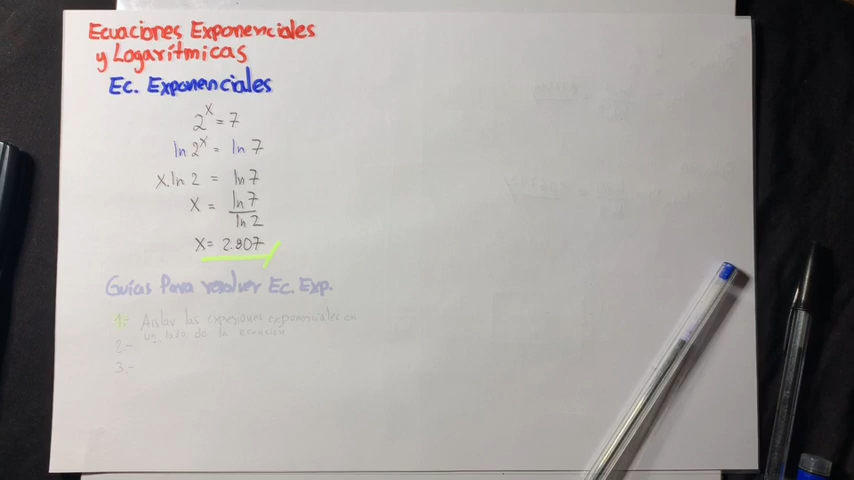 Ecuaciones Exponenciales
y Logarítmicas
Ec. Exponenciales
2^x = 7
ln 2^x = ln 7
x.ln 2 = ln 7
x = ln 7 / ln 2
x = 2.807
Guías Para resolver Ec. Exp.
1.- Aislar las expresiones exponenciales en
un lado de la ecuación
2.-
3.-